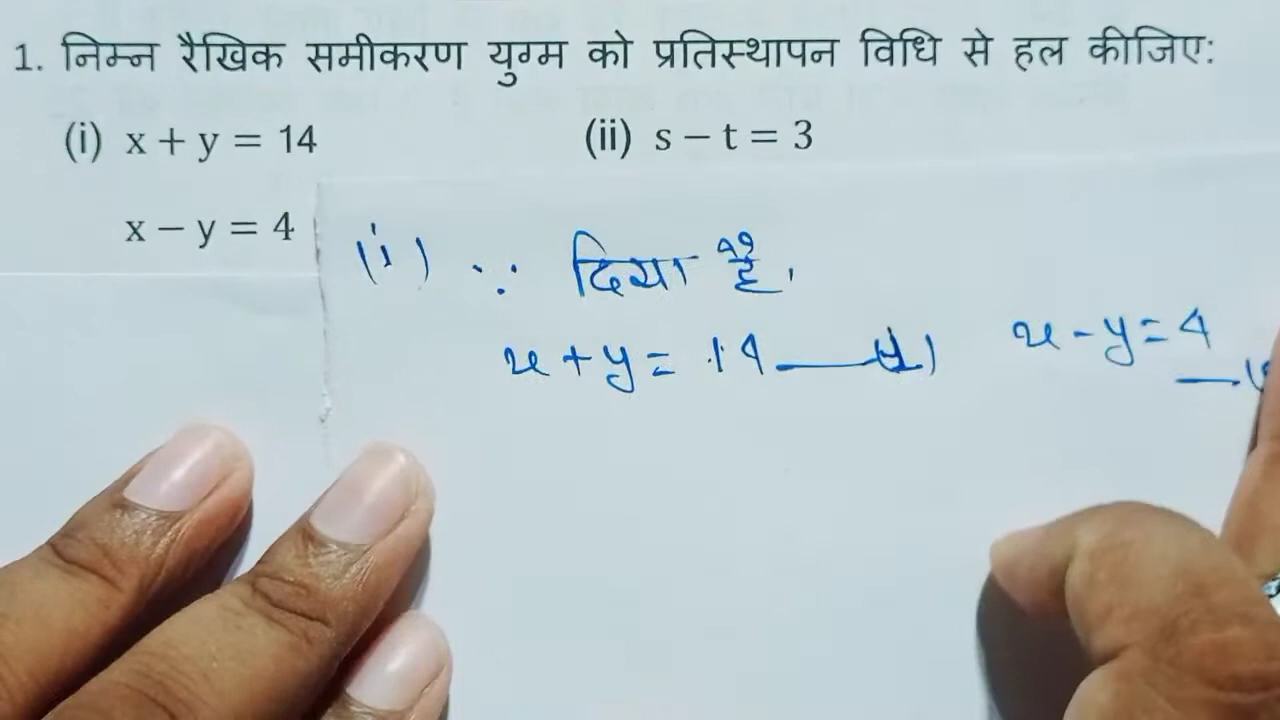 1. निम्न रैखिक समीकरण युग्म को प्रतिस्थापन विधि से हल कीजिए:
(i) x + y = 14 (ii) s – t = 3
x – y = 4
(i) ∵ दिया है,
x + y = 14 —(1) x - y = 4